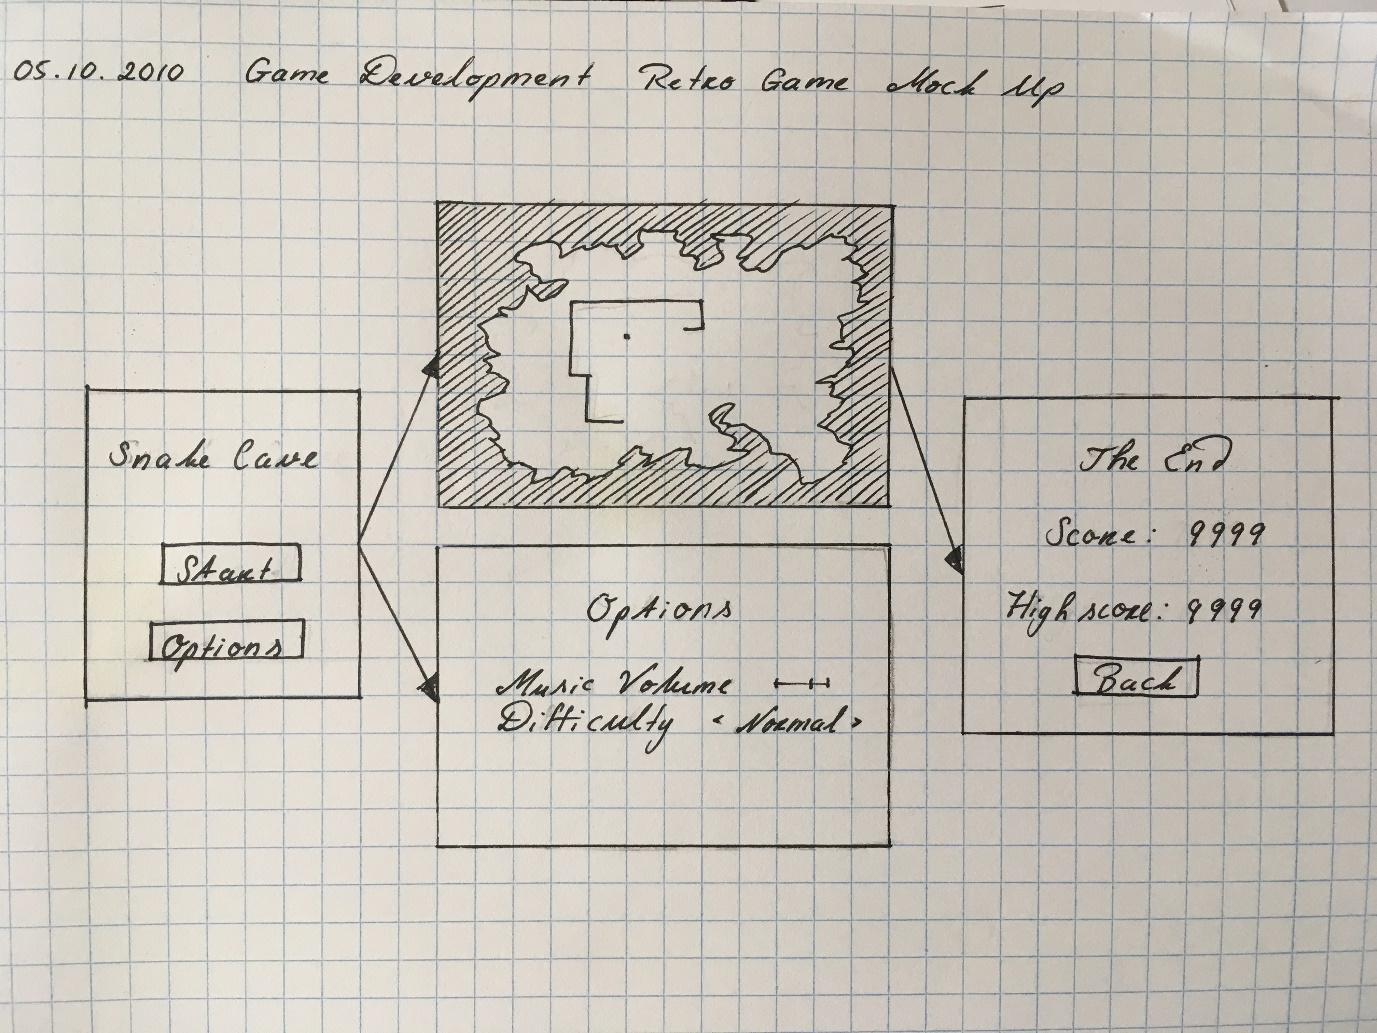 05.10.2010 Game Development Retro Game Mock Up
Snake Cave
Start
Options
Options
Music Volume
Difficulty < Normal >
The End
Score: 9999
High score: 9999
Back